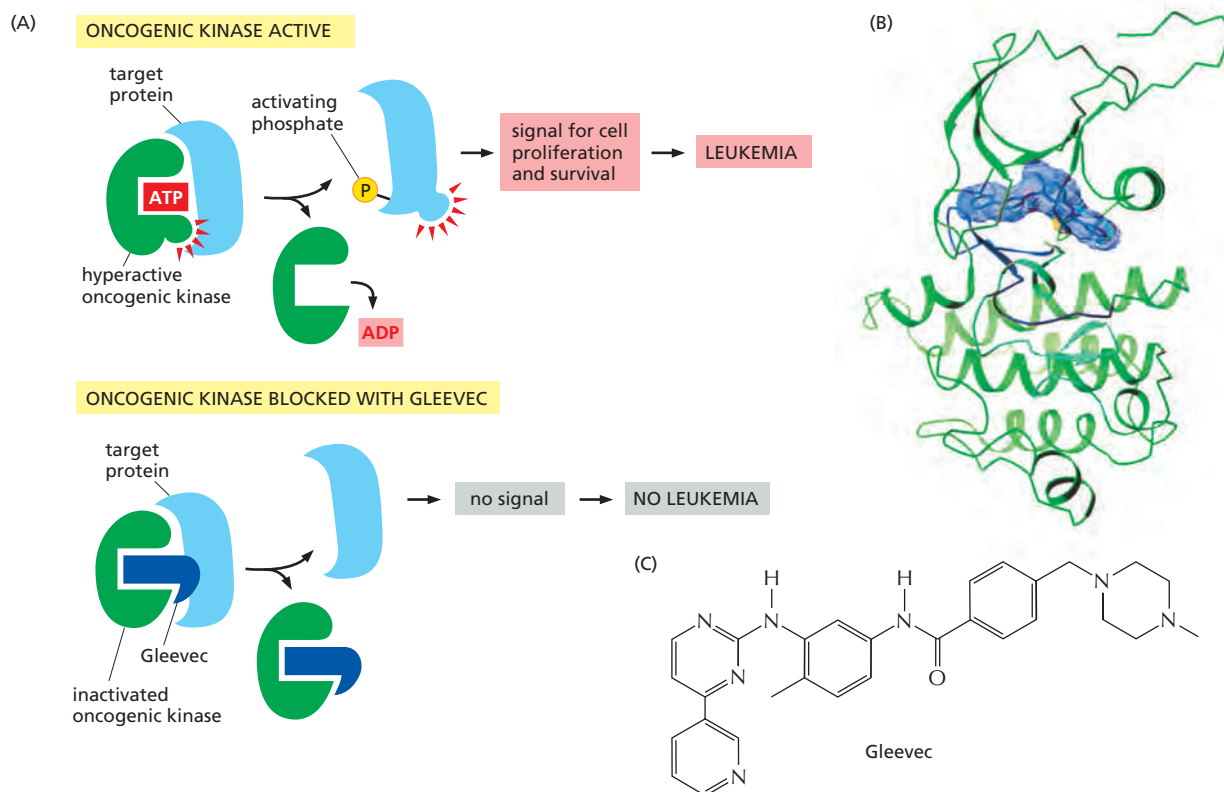 (A)
ONCOGENIC KINASE ACTIVE
target
protein
activating
phosphate
ATP
P
signal for cell
proliferation
and survival
LEUKEMIA
hyperactive
oncogenic kinase
ADP
ONCOGENIC KINASE BLOCKED WITH GLEEVEC
target
protein
no signal
NO LEUKEMIA
Gleevec
inactivated
oncogenic kinase
(B)
(C)
H
H
N
N
N
N
N
N
O
N
Gleevec